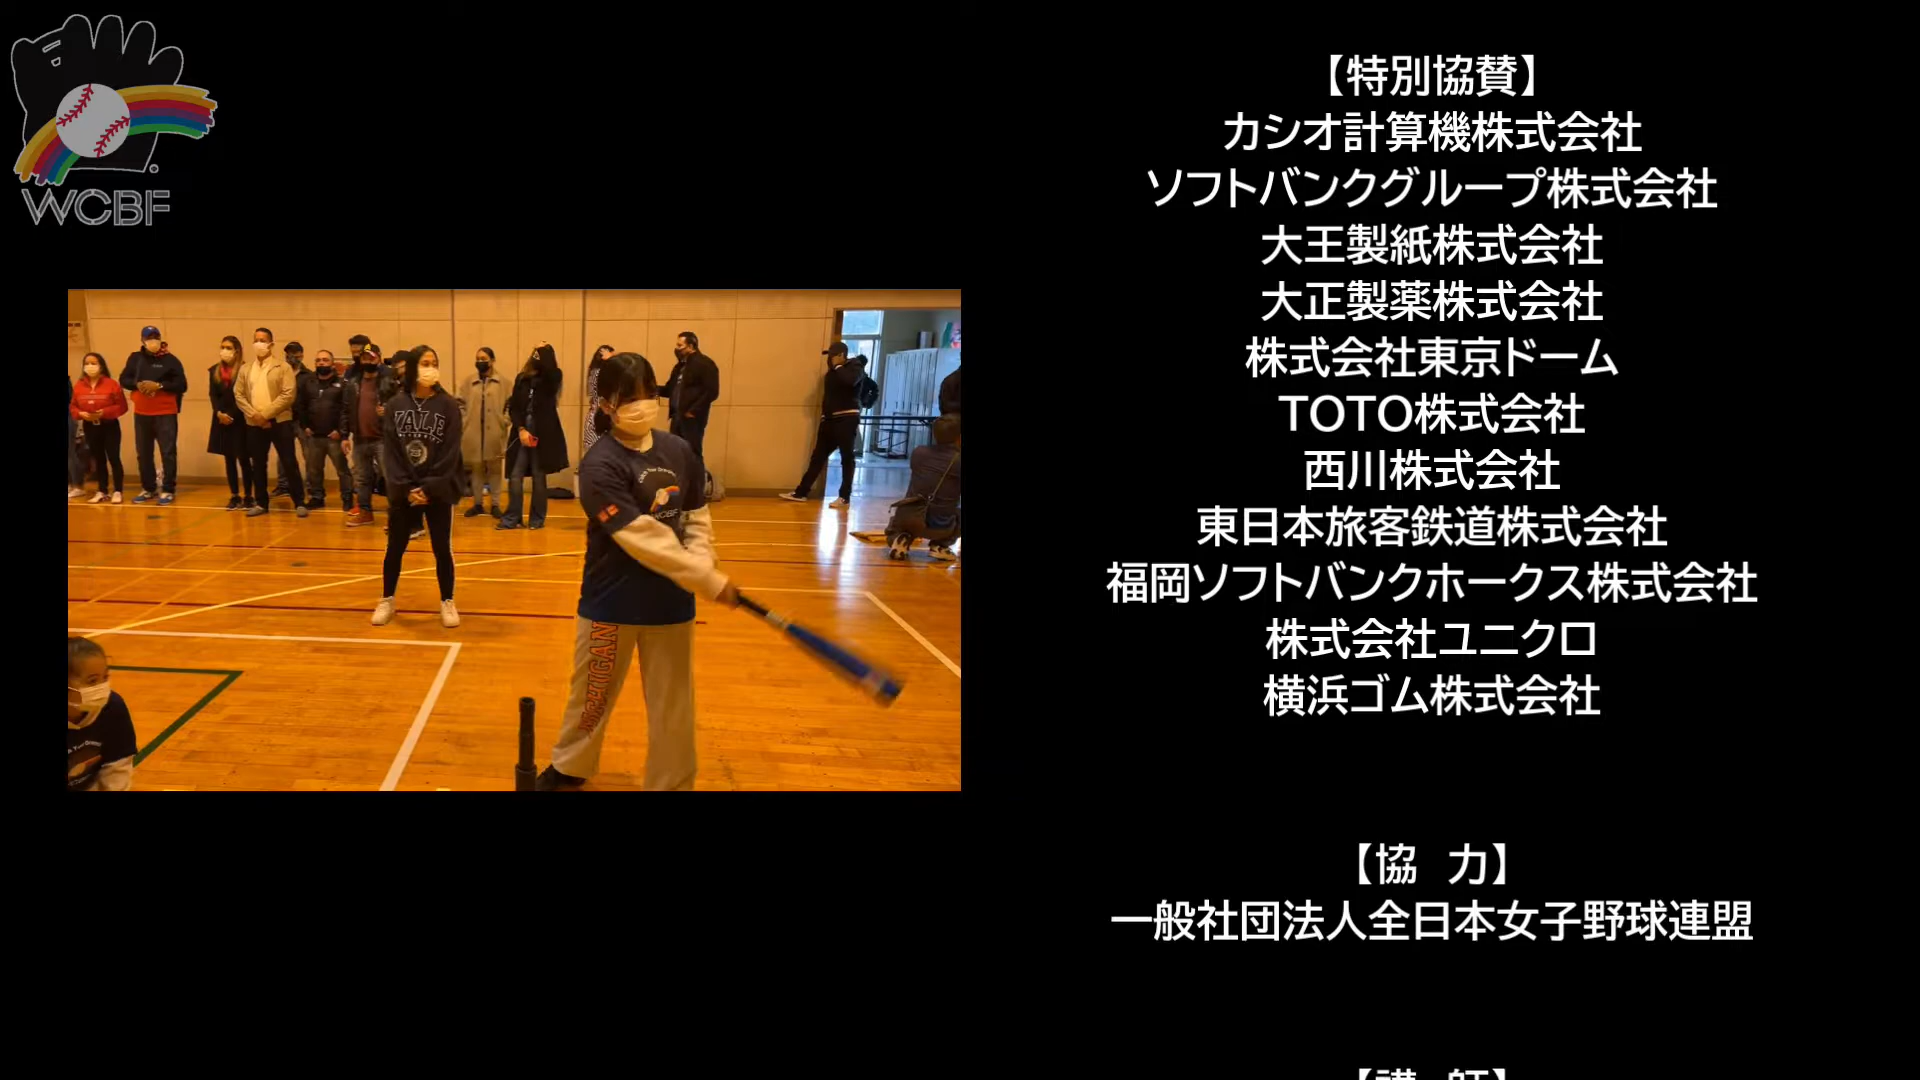 WCBF
【特別協賛】
カシオ計算機株式会社
ソフトバンクグループ株式会社
大王製紙株式会社
大正製薬株式会社
株式会社東京ドーム
TOTO株式会社
西川株式会社
東日本旅客鉄道株式会社
福岡ソフトバンクホークス株式会社
株式会社ユニクロ
横浜ゴム株式会社
【協 力】
一般社団法人全日本女子野球連盟
YALE
WCBF
MICHIGAN